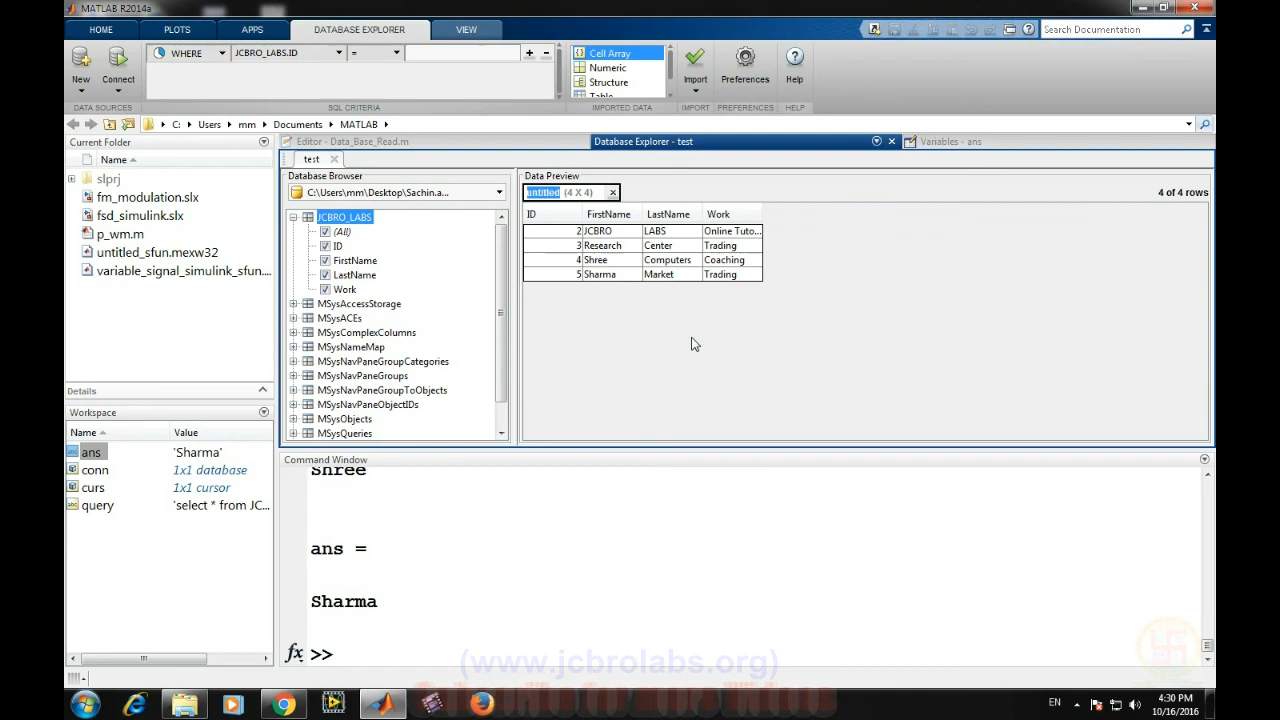 MATLAB R2014a
HOME PLOTS APPS DATABASE EXPLORER VIEW
Search Documentation
New
Connect
DATA SOURCES
WHERE JCBRO_LABS.ID =
+ -
SQL CRITERIA
Cell Array
Numeric
Structure
IMPORTED DATA
Import
IMPORT
Preferences
PREFERENCES
Help
HELP
C: Users mm Documents MATLAB
Current Folder
Name
slprj
fm_modulation.slx
fsd_simulink.slx
p_wm.m
untitled_sfun.mexw32
variable_signal_simulink_sfun....
Details
Workspace
Name Value
ans 'Sharma'
conn 1x1 database
curs 1x1 cursor
query 'select * from JC...
Editor - Data_Base_Read.m
Database Explorer - test
Variables - ans
test
Database Browser
C:\Users\mm\Desktop\Sachin.a...
JCBRO_LABS
(All)
ID
FirstName
LastName
Work
MSysAccessStorage
MSysACEs
MSysComplexColumns
MSysNameMap
MSysNavPaneGroupCategories
MSysNavPaneGroups
MSysNavPaneGroupToObjects
MSysNavPaneObjectIDs
MSysObjects
MSysQueries
Data Preview
untitled (4 X 4)
4 of 4 rows
ID FirstName LastName Work
2 JCBRO LABS Online Tuto...
3 Research Center Trading
4 Shree Computers Coaching
5 Sharma Market Trading
Command Window
Shree
ans =
Sharma
fx >>
(www.jcbrolabs.org)
EN
4:30 PM
10/16/2016